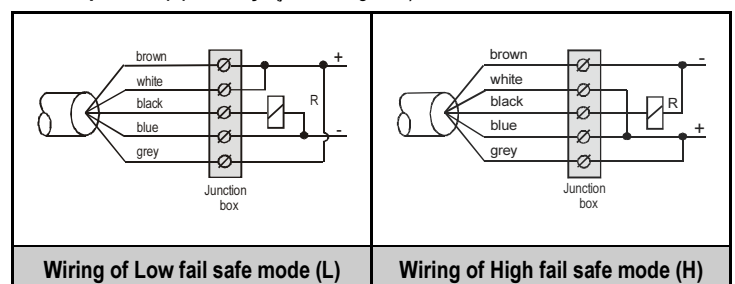 brown
white
black
blue
grey
+
R
-
Junction
box
Wiring of Low fail safe mode (L)
brown
white
black
blue
grey
-
R
+
Junction
box
Wiring of High fail safe mode (H)